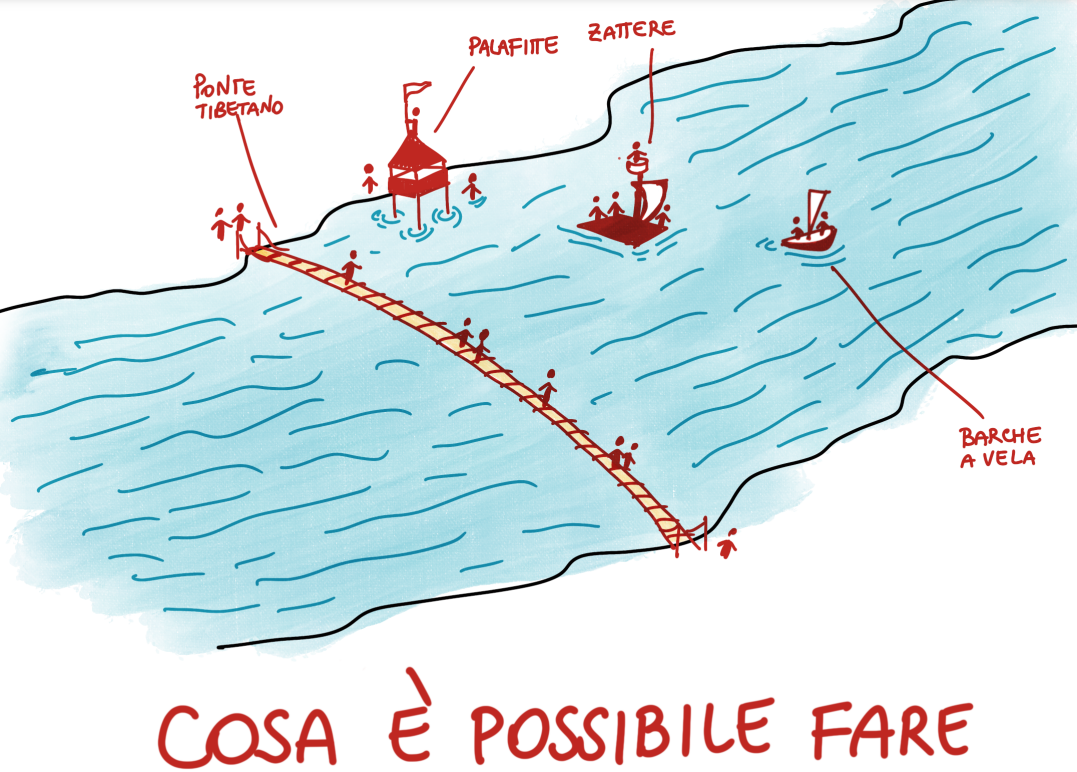 PONTE
TIBETANO
PALAFITTE
ZATTERE
BARCHE
A VELA
COSA È POSSIBILE FARE